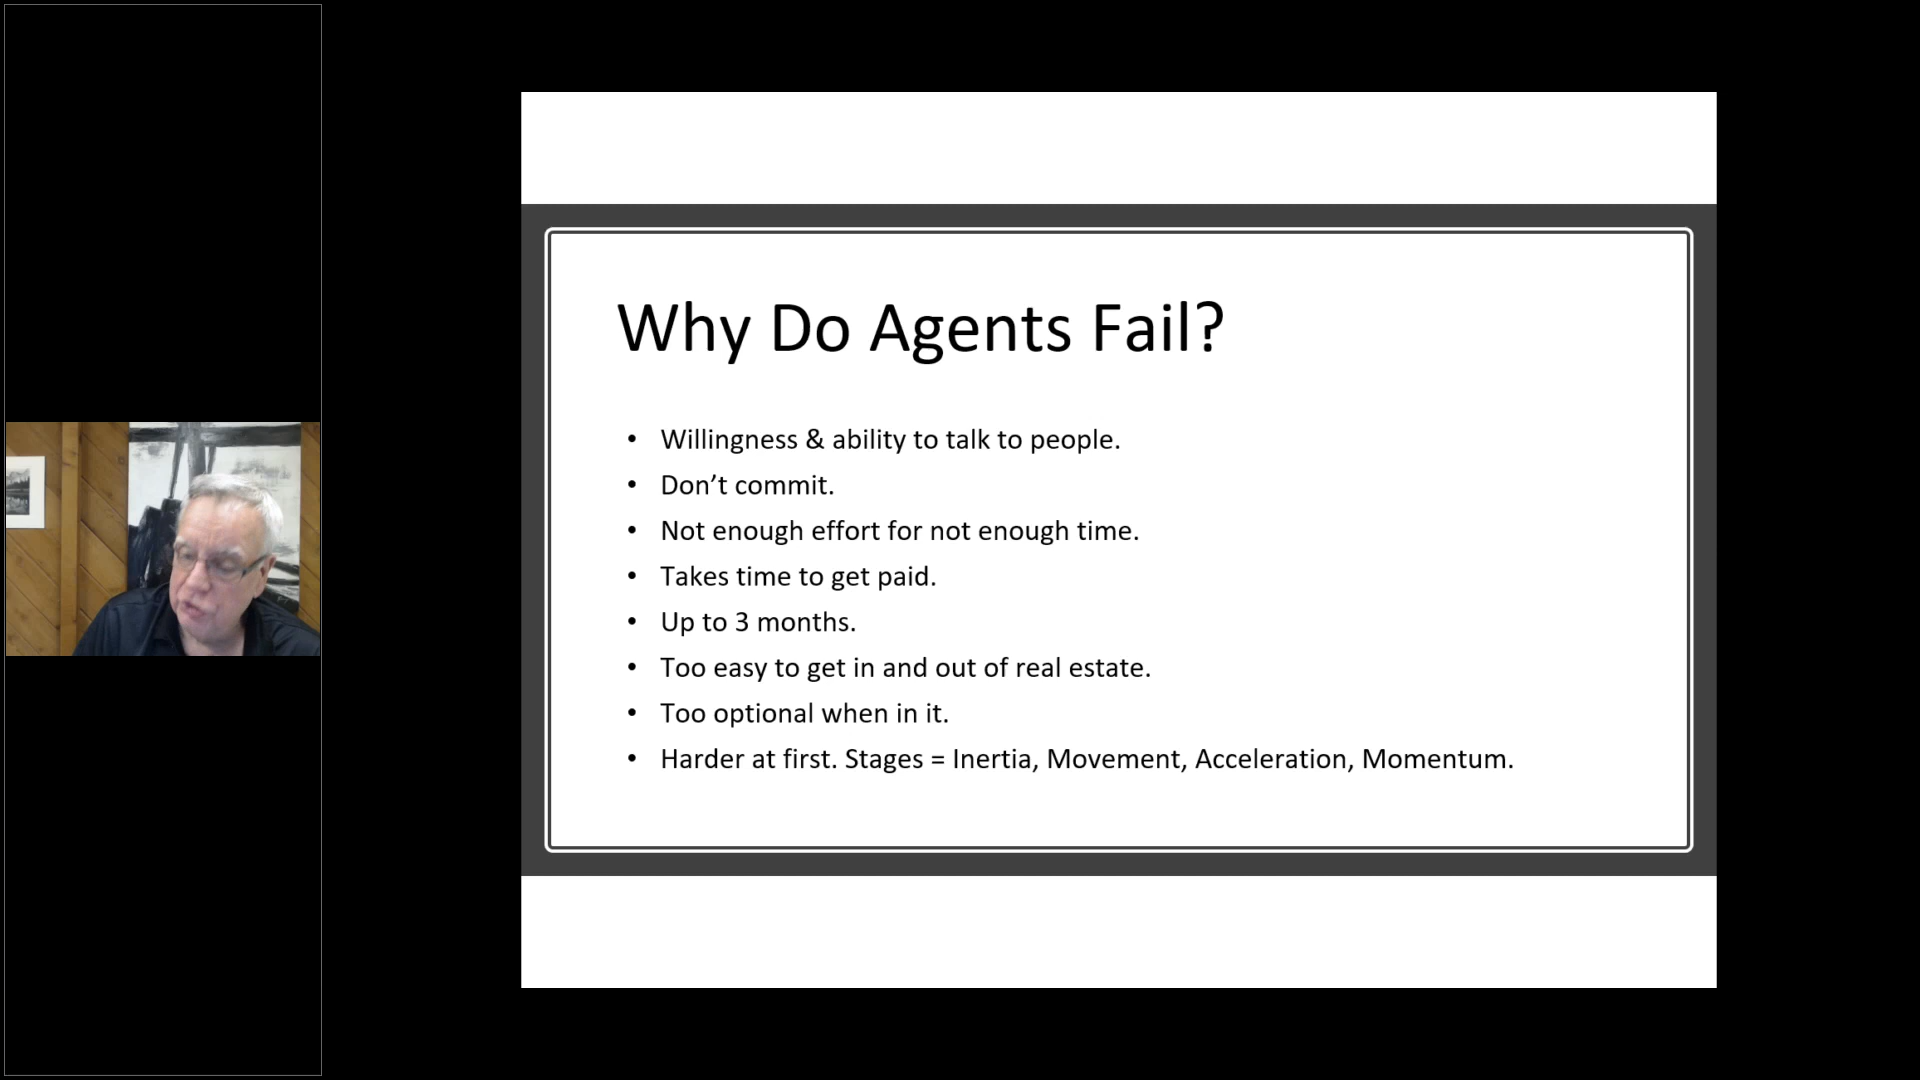 Why Do Agents Fail?
• Willingness & ability to talk to people.
• Don’t commit.
• Not enough effort for not enough time.
• Takes time to get paid.
• Up to 3 months.
• Too easy to get in and out of real estate.
• Too optional when in it.
• Harder at first. Stages = Inertia, Movement, Acceleration, Momentum.